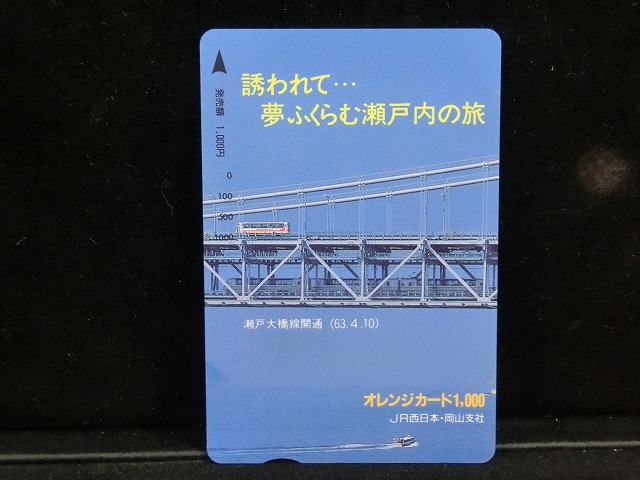 誘われて…
夢ふくらむ瀬戸内の旅
発売額 1,000円
0
100
500
1000
瀬戸大橋線開通 (63.4.10)
オレンジカード1,000
JR西日本・岡山支社